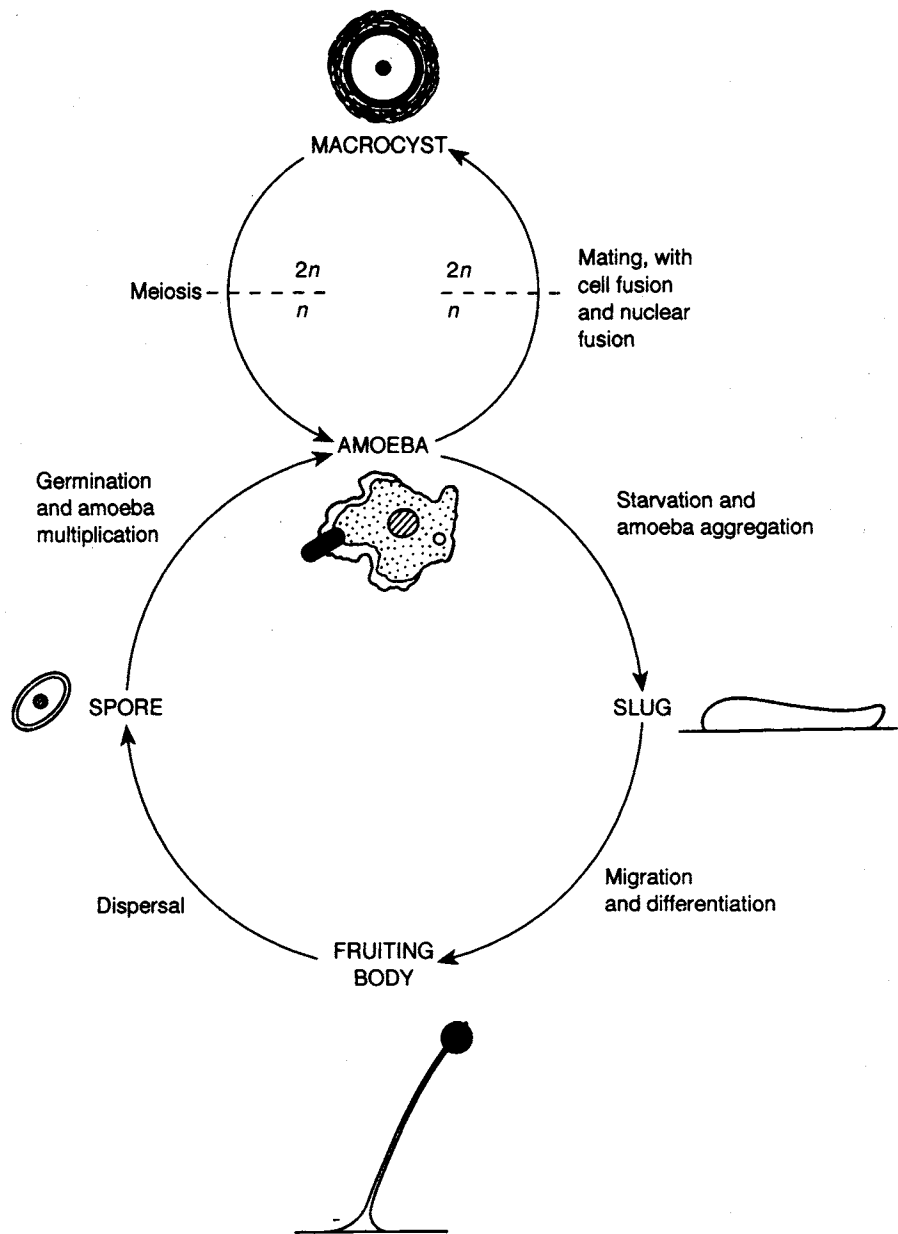 MACROCYST
Meiosis
2n
n
2n
n
Mating, with
cell fusion
and nuclear
fusion
AMOEBA
Germination
and amoeba
multiplication
Starvation and
amoeba aggregation
SPORE
SLUG
Dispersal
Migration
and differentiation
FRUITING
BODY